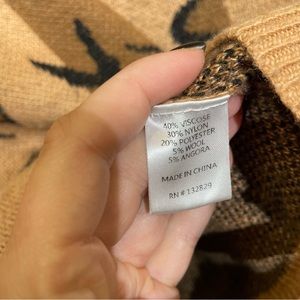 40% VISCOSE
30% NYLON
20% POLYESTER
5% WOOL
5% ANGORA
MADE IN CHINA
RN # 132829